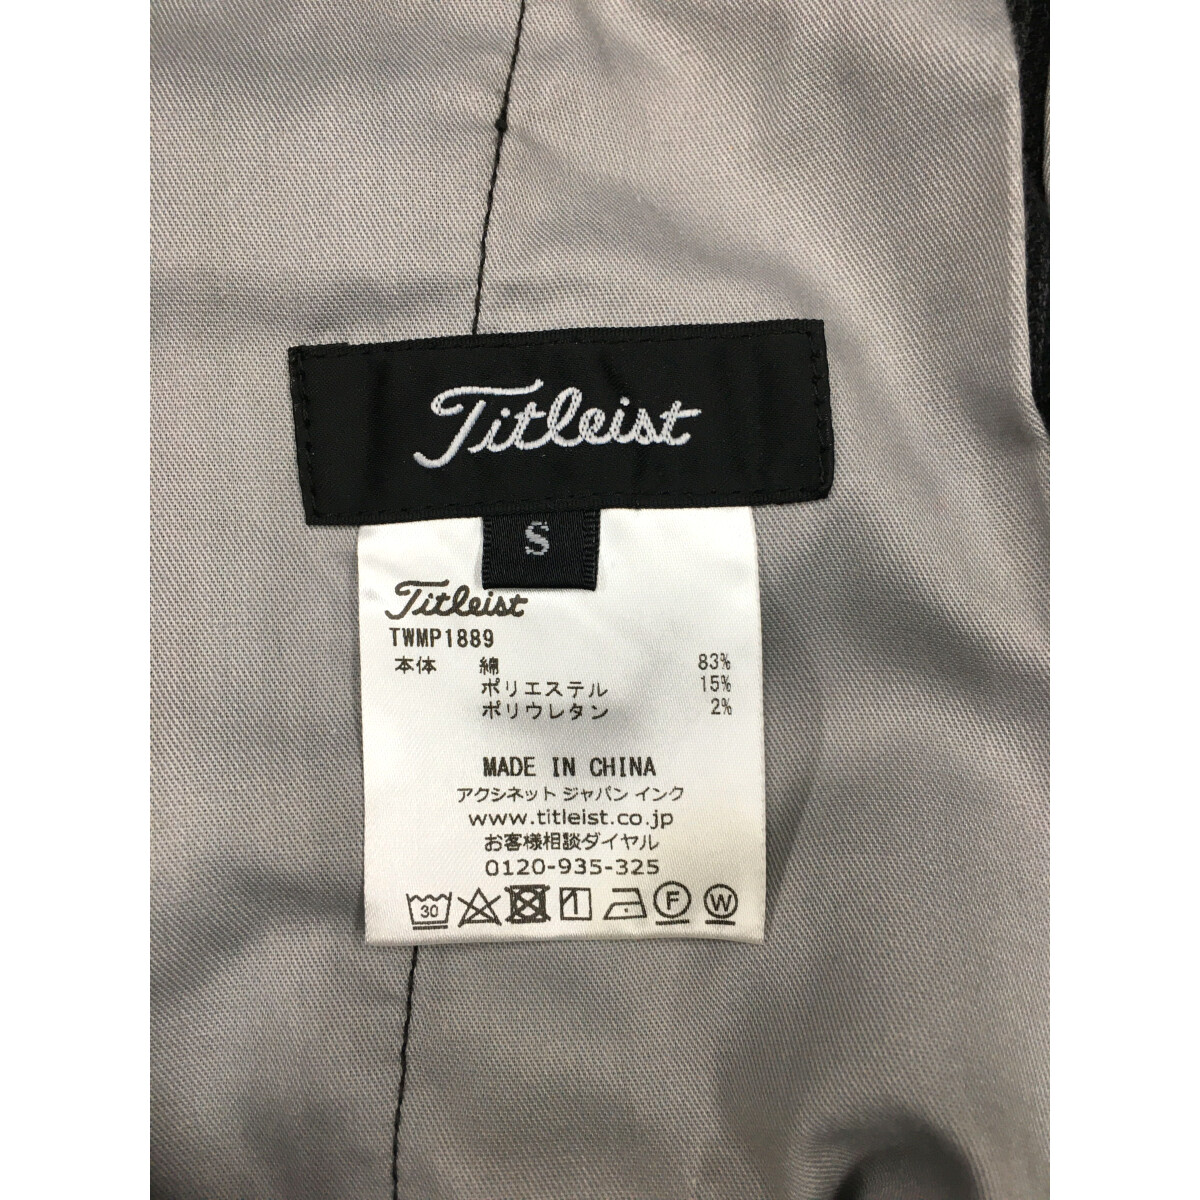 Titleist
S
Titleist
TWMP1889
本体 綿 83%
ポリエステル 15%
ポリウレタン 2%
MADE IN CHINA
アクシネット ジャパン インク
www.titleist.co.jp
お客様相談ダイヤル
0120-935-325
30 F W